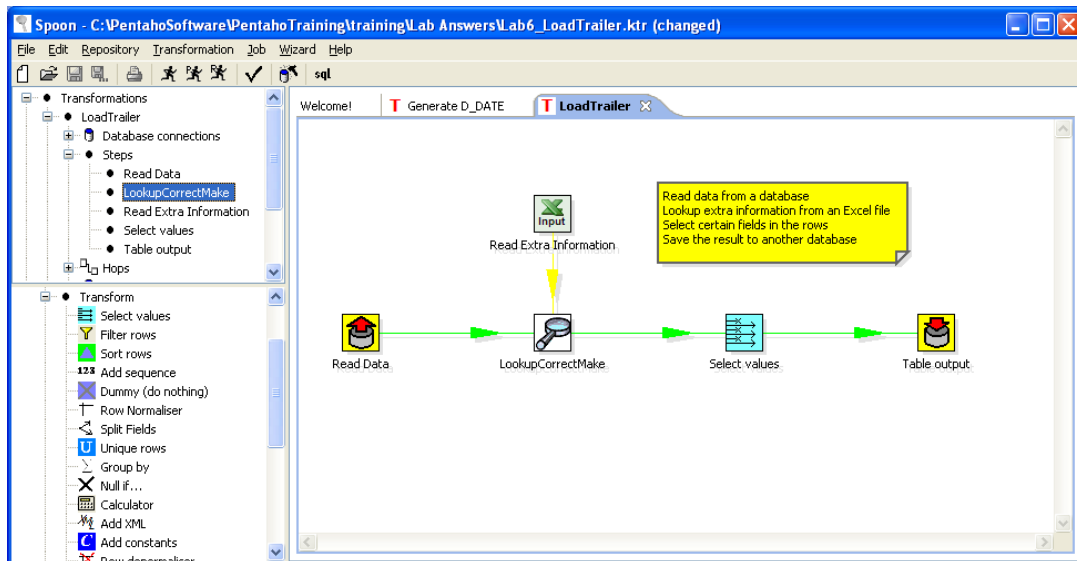 Spoon - C:\PentahoSoftware\PentahoTraining\training\Lab Answers\Lab6_LoadTrailer.ktr (changed)
File Edit Repository Transformation Job Wizard Help
sql
Transformations
LoadTrailer
Database connections
Steps
Read Data
LookupCorrectMake
Read Extra Information
Select values
Table output
Hops
Transform
Select values
Filter rows
Sort rows
123 Add sequence
Dummy (do nothing)
Row Normaliser
Split Fields
U Unique rows
Group by
Null if...
Calculator
Add XML
C Add constants
Row denormaliser
Welcome!
T Generate D_DATE
T LoadTrailer
Input
Read Extra Information
Read data from a database
Lookup extra information from an Excel file
Select certain fields in the rows
Save the result to another database
Read Data
LookupCorrectMake
Select values
Table output